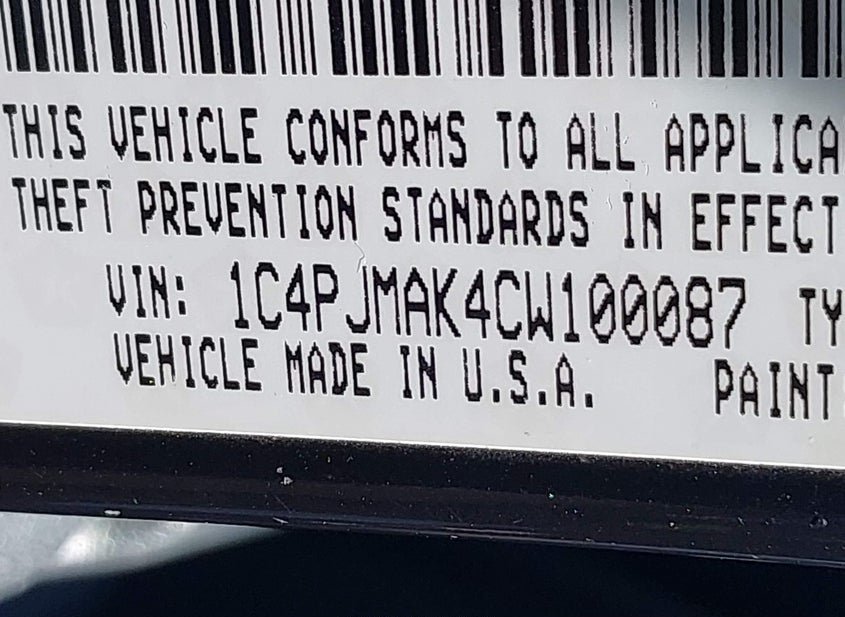 THIS VEHICLE CONFORMS TO ALL APPLICA
THEFT PREVENTION STANDARDS IN EFFECT
VIN: 1C4PJMAK4CW100087 TY
VEHICLE MADE IN U.S.A. PAINT